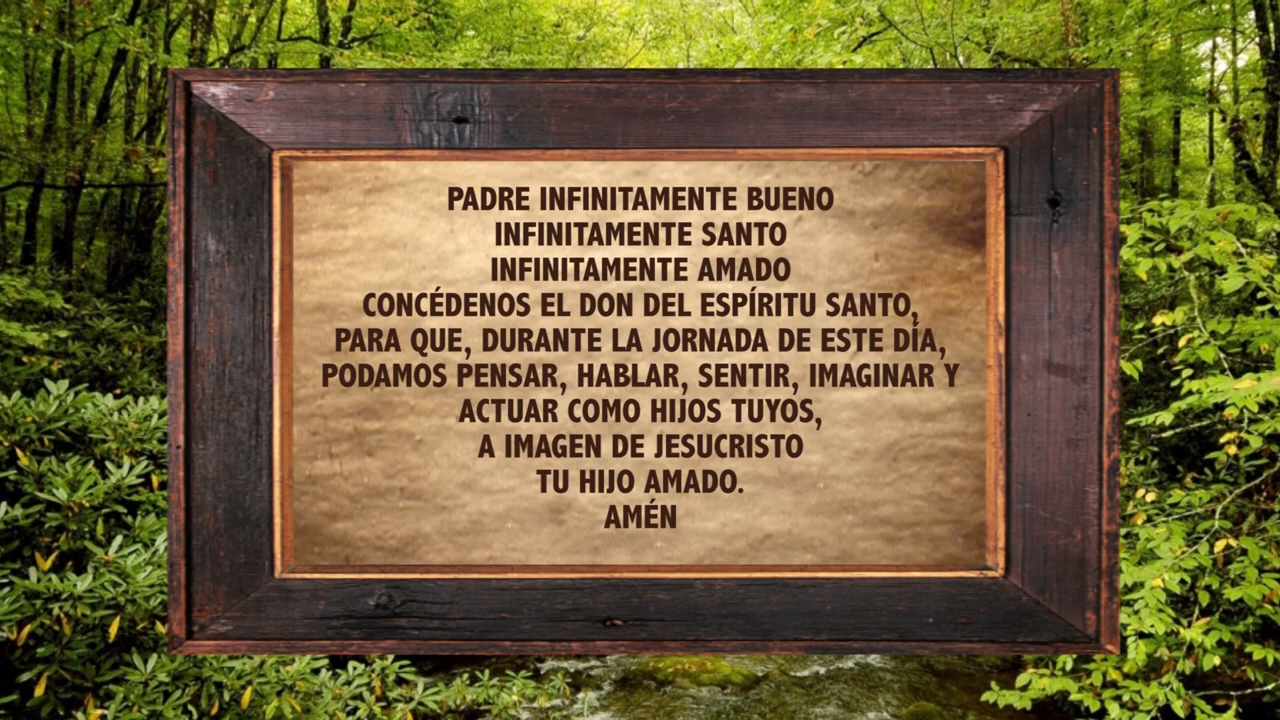 PADRE INFINITAMENTE BUENO
INFINITAMENTE SANTO
INFINITAMENTE AMADO
CONCÉDENOS EL DON DEL ESPÍRITU SANTO,
PARA QUE, DURANTE LA JORNADA DE ESTE DÍA,
PODAMOS PENSAR, HABLAR, SENTIR, IMAGINAR Y
ACTUAR COMO HIJOS TUYOS,
A IMAGEN DE JESUCRISTO
TU HIJO AMADO.
AMÉN